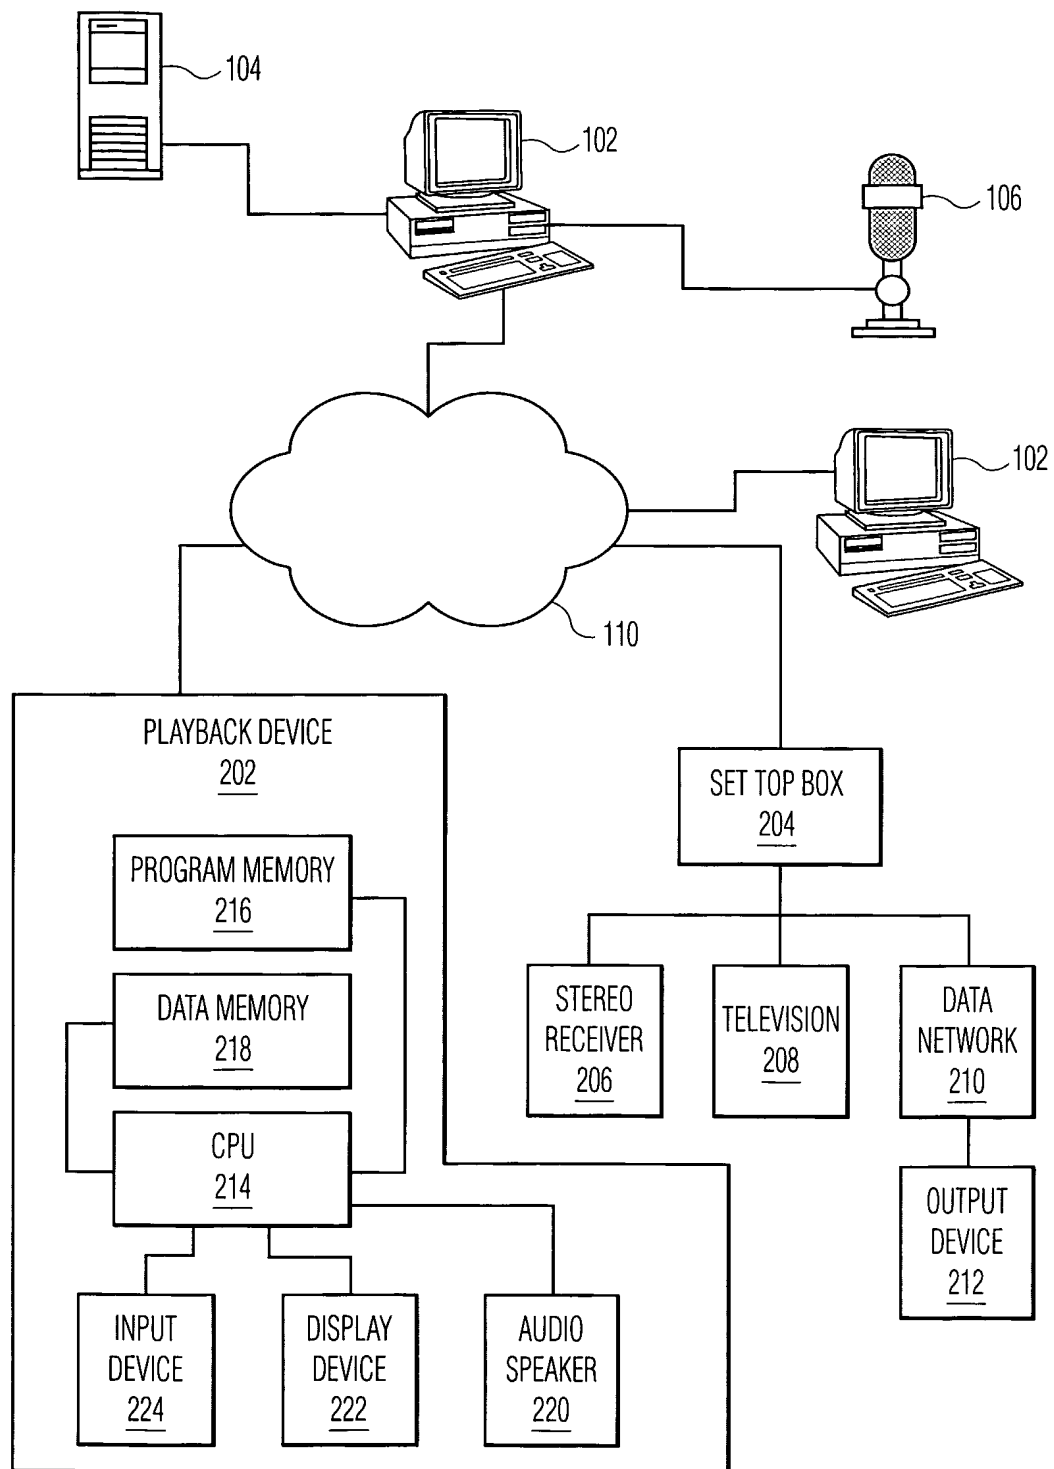 104
102
106
102
110
PLAYBACK DEVICE
202
SET TOP BOX
204
PROGRAM MEMORY
216
DATA MEMORY
218
CPU
214
STEREO
RECEIVER
206
TELEVISION
208
DATA
NETWORK
210
OUTPUT
DEVICE
212
INPUT
DEVICE
224
DISPLAY
DEVICE
222
AUDIO
SPEAKER
220